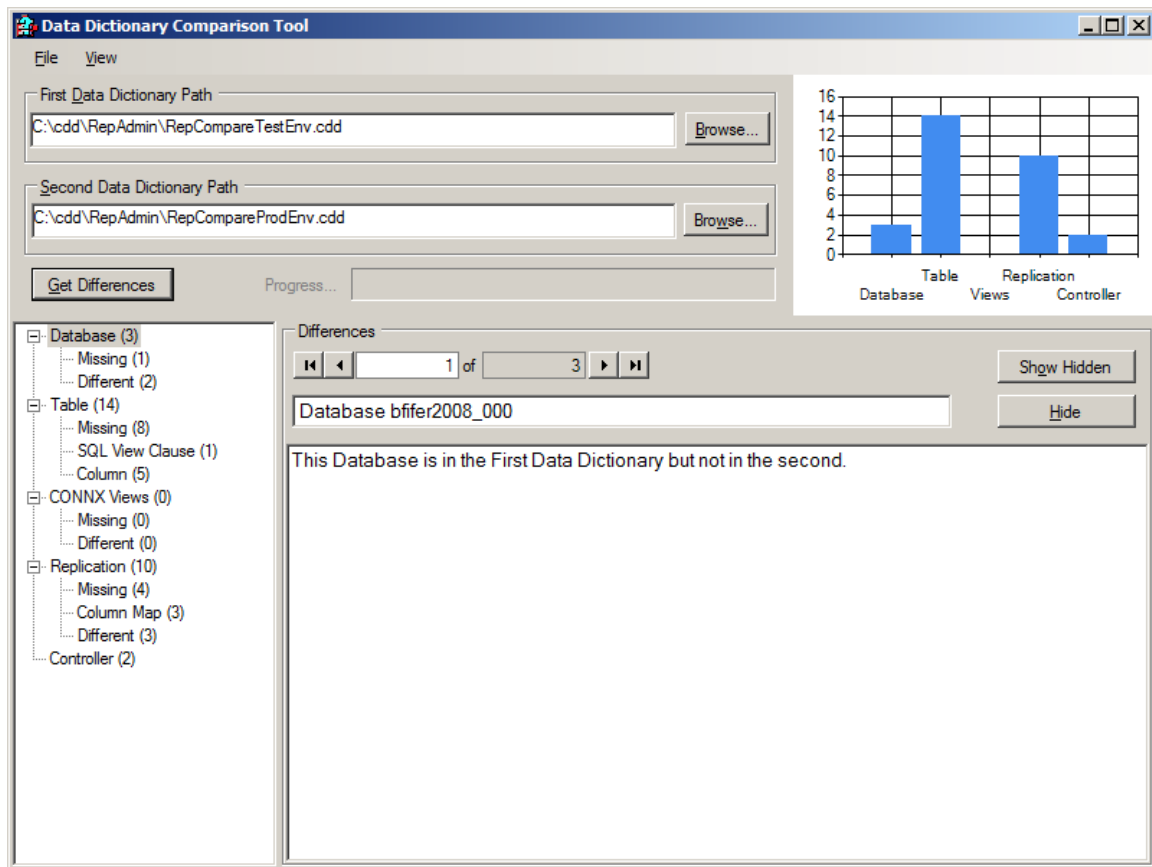 Data Dictionary Comparison Tool
File View
First Data Dictionary Path
C:\cdd\RepAdmin\RepCompareTestEnv.cdd
Browse...
Second Data Dictionary Path
C:\cdd\RepAdmin\RepCompareProdEnv.cdd
Browse...
Get Differences
Progress...
16
14
12
10
8
6
4
2
0
Table Replication
Database Views Controller
Database (3)
Missing (1)
Different (2)
Table (14)
Missing (8)
SQL View Clause (1)
Column (5)
CONNX Views (0)
Missing (0)
Different (0)
Replication (10)
Missing (4)
Column Map (3)
Different (3)
Controller (2)
Differences
1 of 3
Show Hidden
Database bfifer2008_000
Hide
This Database is in the First Data Dictionary but not in the second.